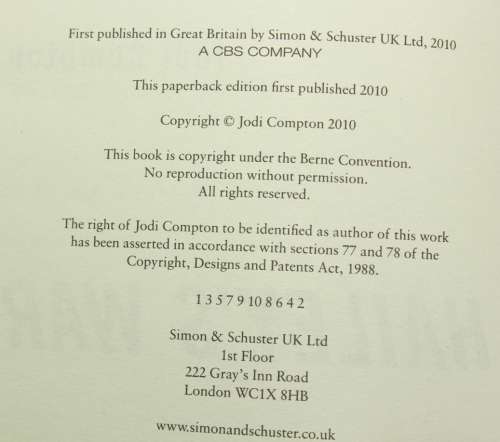 First published in Great Britain by Simon & Schuster UK Ltd, 2010
A CBS COMPANY
This paperback edition first published 2010
Copyright © Jodi Compton 2010
This book is copyright under the Berne Convention.
No reproduction without permission.
All rights reserved.
The right of Jodi Compton to be identified as author of this work
has been asserted in accordance with sections 77 and 78 of the
Copyright, Designs and Patents Act, 1988.
1 3 5 7 9 10 8 6 4 2
Simon & Schuster UK Ltd
1st Floor
222 Gray's Inn Road
London WC1X 8HB
www.simonandschuster.co.uk